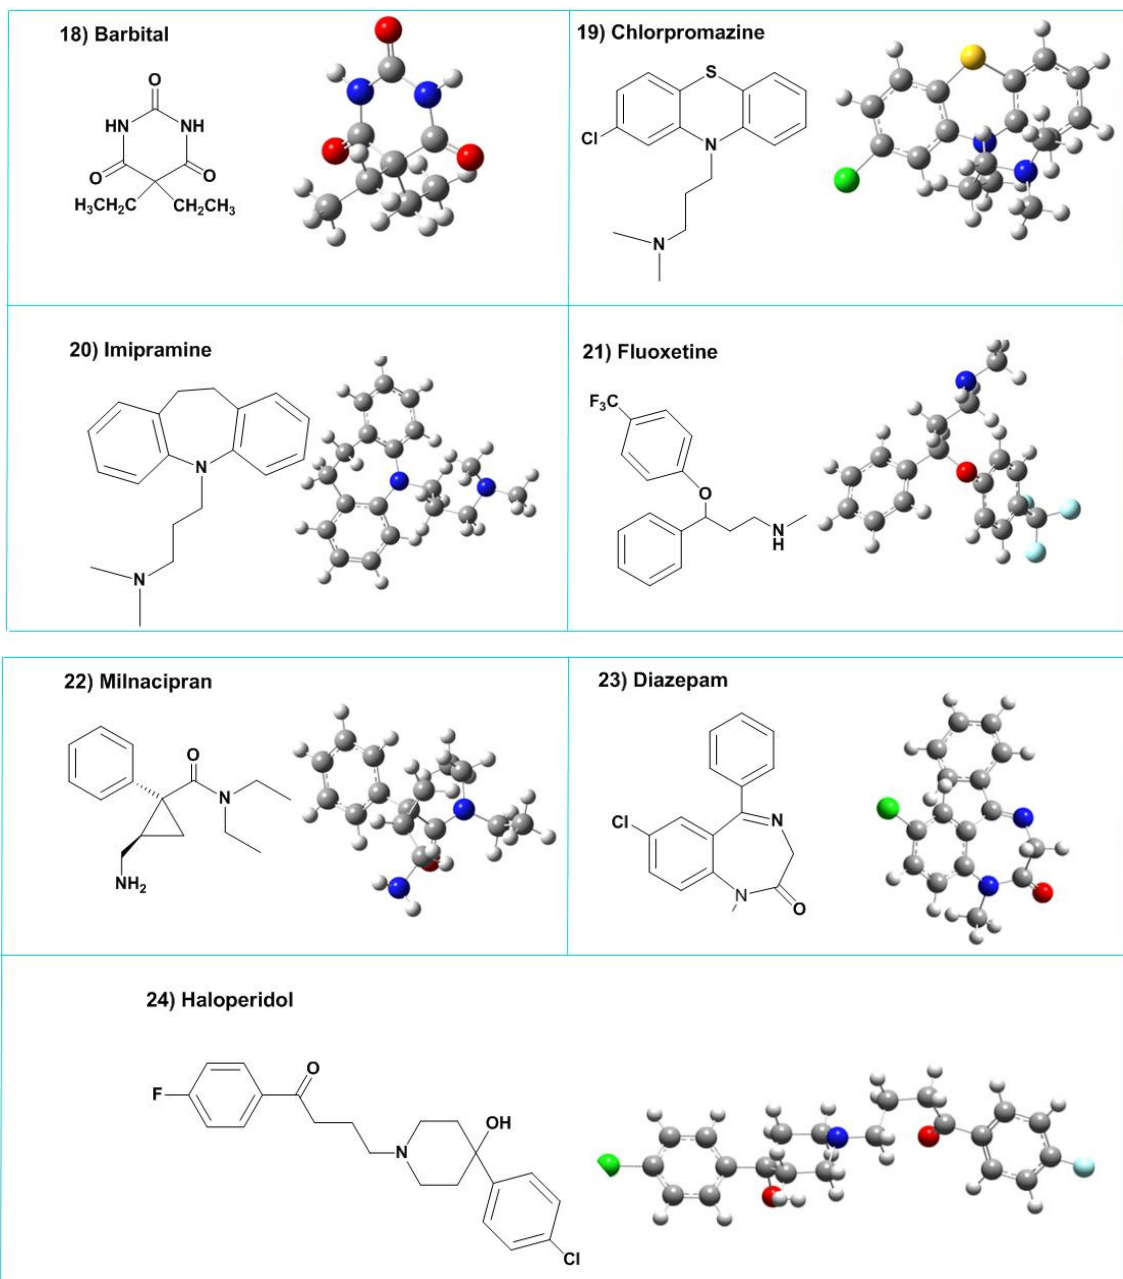 18) Barbital
O
HN
NH
O
O
H3CH2C
CH2CH3
19) Chlorpromazine
S
Cl
N
N
20) Imipramine
N
N
21) Fluoxetine
F3C
O
N
H
22) Milnacipran
O
N
NH2
23) Diazepam
Cl
N
N
O
24) Haloperidol
O
F
OH
N
Cl